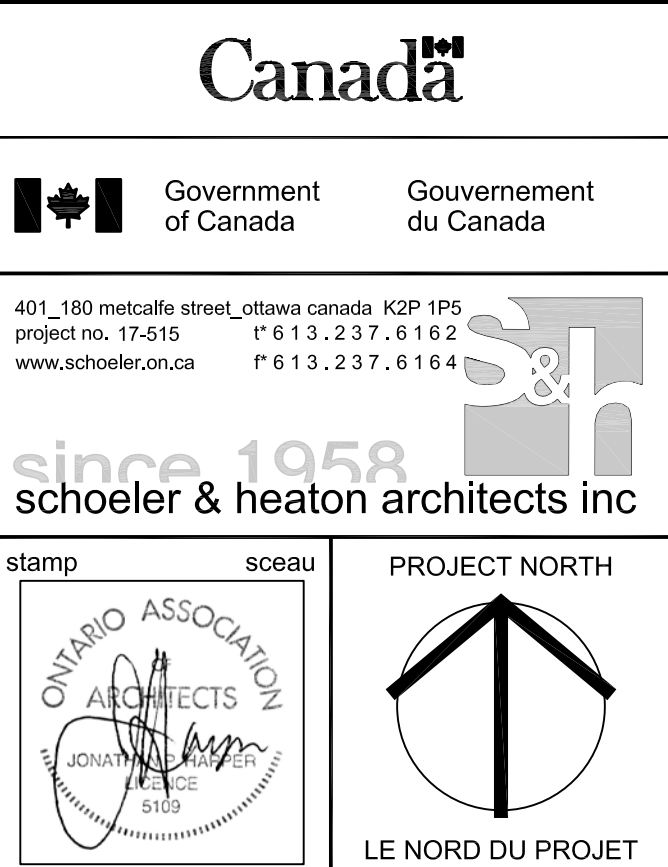 Canada
Government
of Canada
Gouvernement
du Canada
401_180 metcalfe street_ottawa canada K2P 1P5
project no. 17-515
t* 6 1 3 . 2 3 7 . 6 1 6 2
www.schoeler.on.ca
f* 6 1 3 . 2 3 7 . 6 1 6 4
s&h
since 1958
schoeler & heaton architects inc
stamp
sceau
ONTARIO ASSOCIATION
OF
ARCHITECTS
JONATHAN P. HARPER
LICENCE
5109
PROJECT NORTH
LE NORD DU PROJET